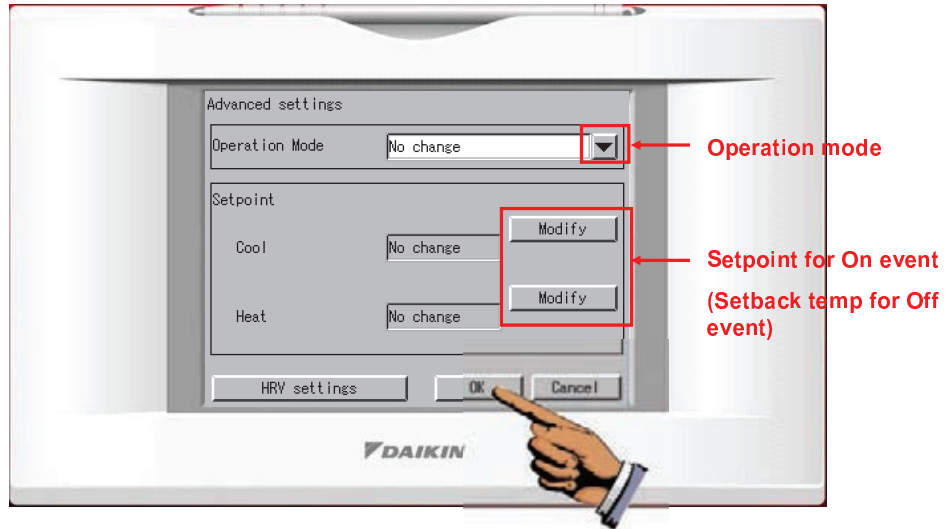 Advanced settings
Operation Mode
No change
Operation mode
Setpoint
Modify
Cool
No change
Setpoint for On event
Modify
(Setback temp for Off
event)
Heat
No change
HRV settings
OK
Cancel
DAIKIN